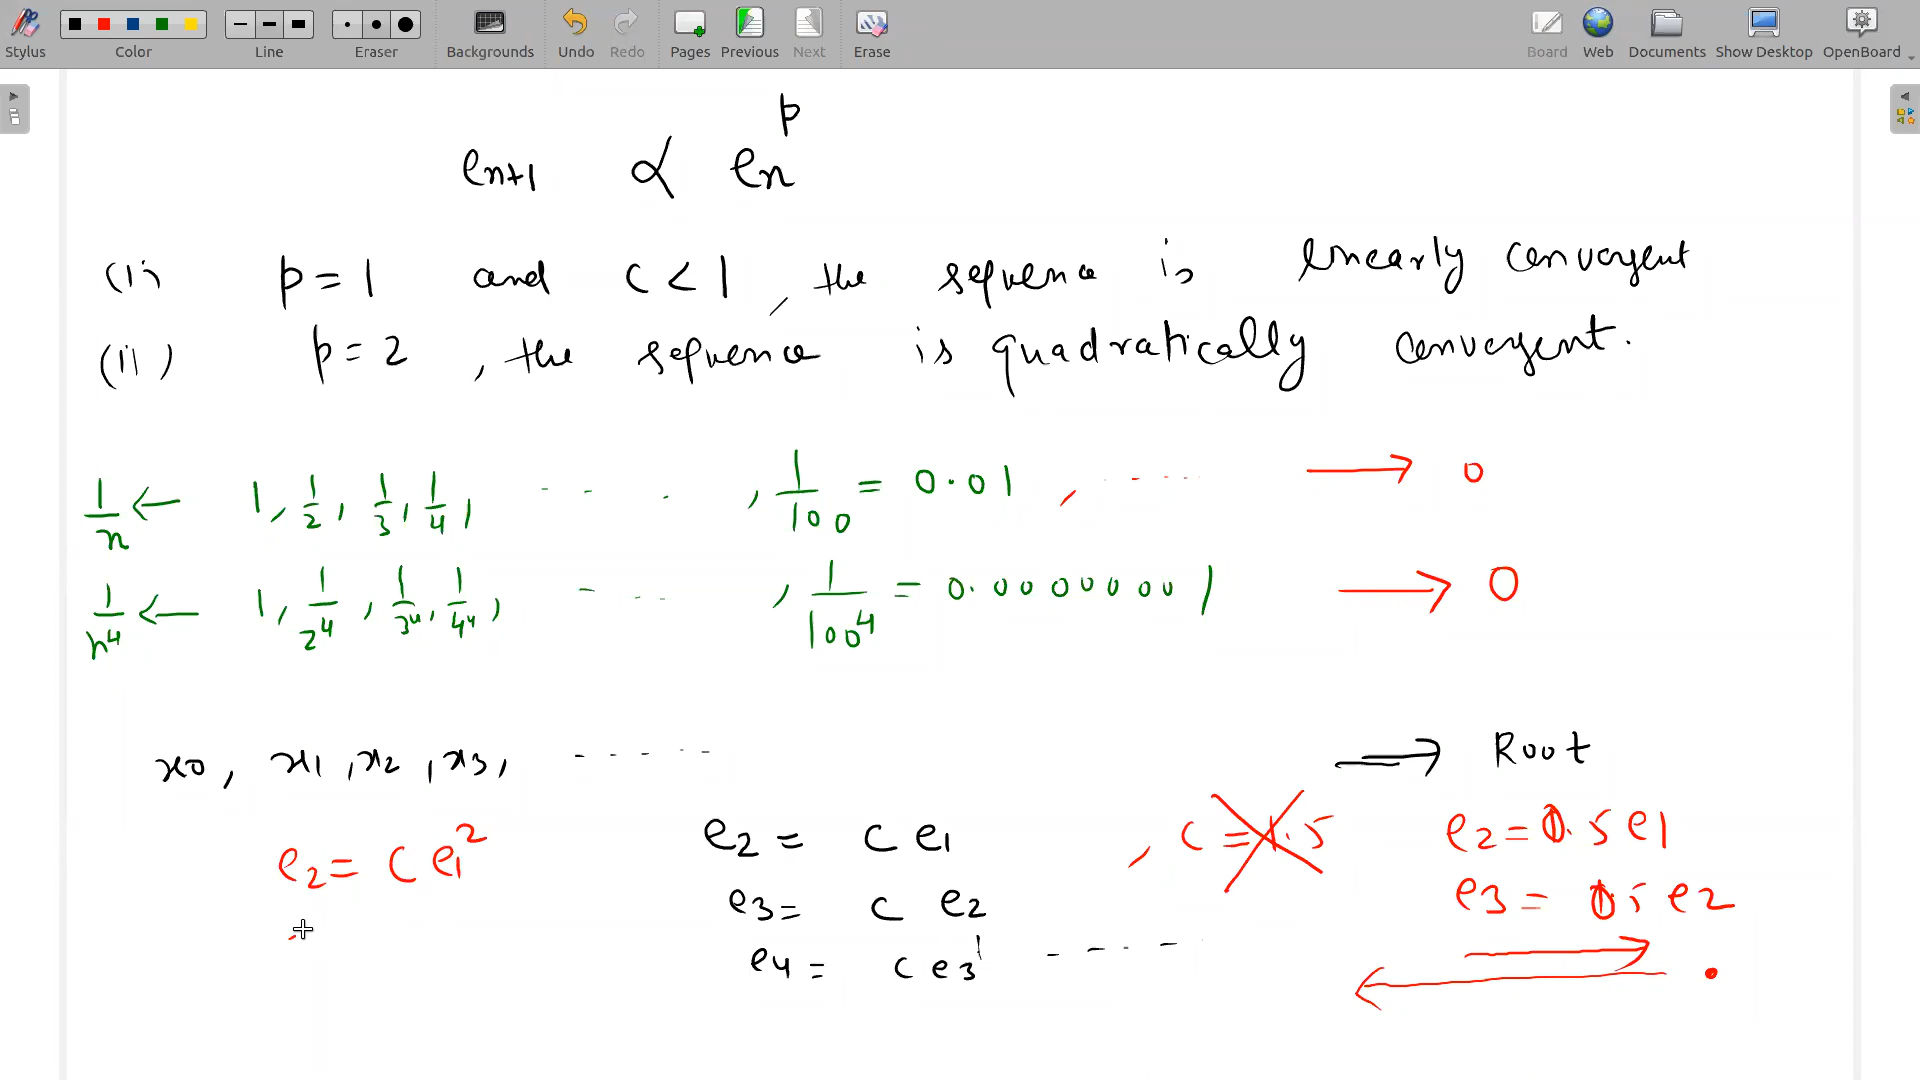 Stylus Color Line Eraser Backgrounds Undo Redo Pages Previous Next Erase Board Web Documents Show Desktop OpenBoard
e_{n+1} ∝ e_n^p
(i) p = 1 and c < 1, the sequence is linearly convergent
(ii) p = 2, the sequence is quadratically convergent.
1/n ← 1, 1/2, 1/3, 1/4, ..... , 1/100 = 0.01, ..... → 0
1/n^4 ← 1, 1/2^4, 1/3^4, 1/4^4, .... , 1/100^4 = 0.00000001 → 0
x0, x1, x2, x3, ------ ⇒ Root
e2 = c e1^2
e2 = c e1, c = 1.5 e2 = 0.5 e1
e3 = c e2 e3 = 0.5 e2
e4 = c e3^1 -----